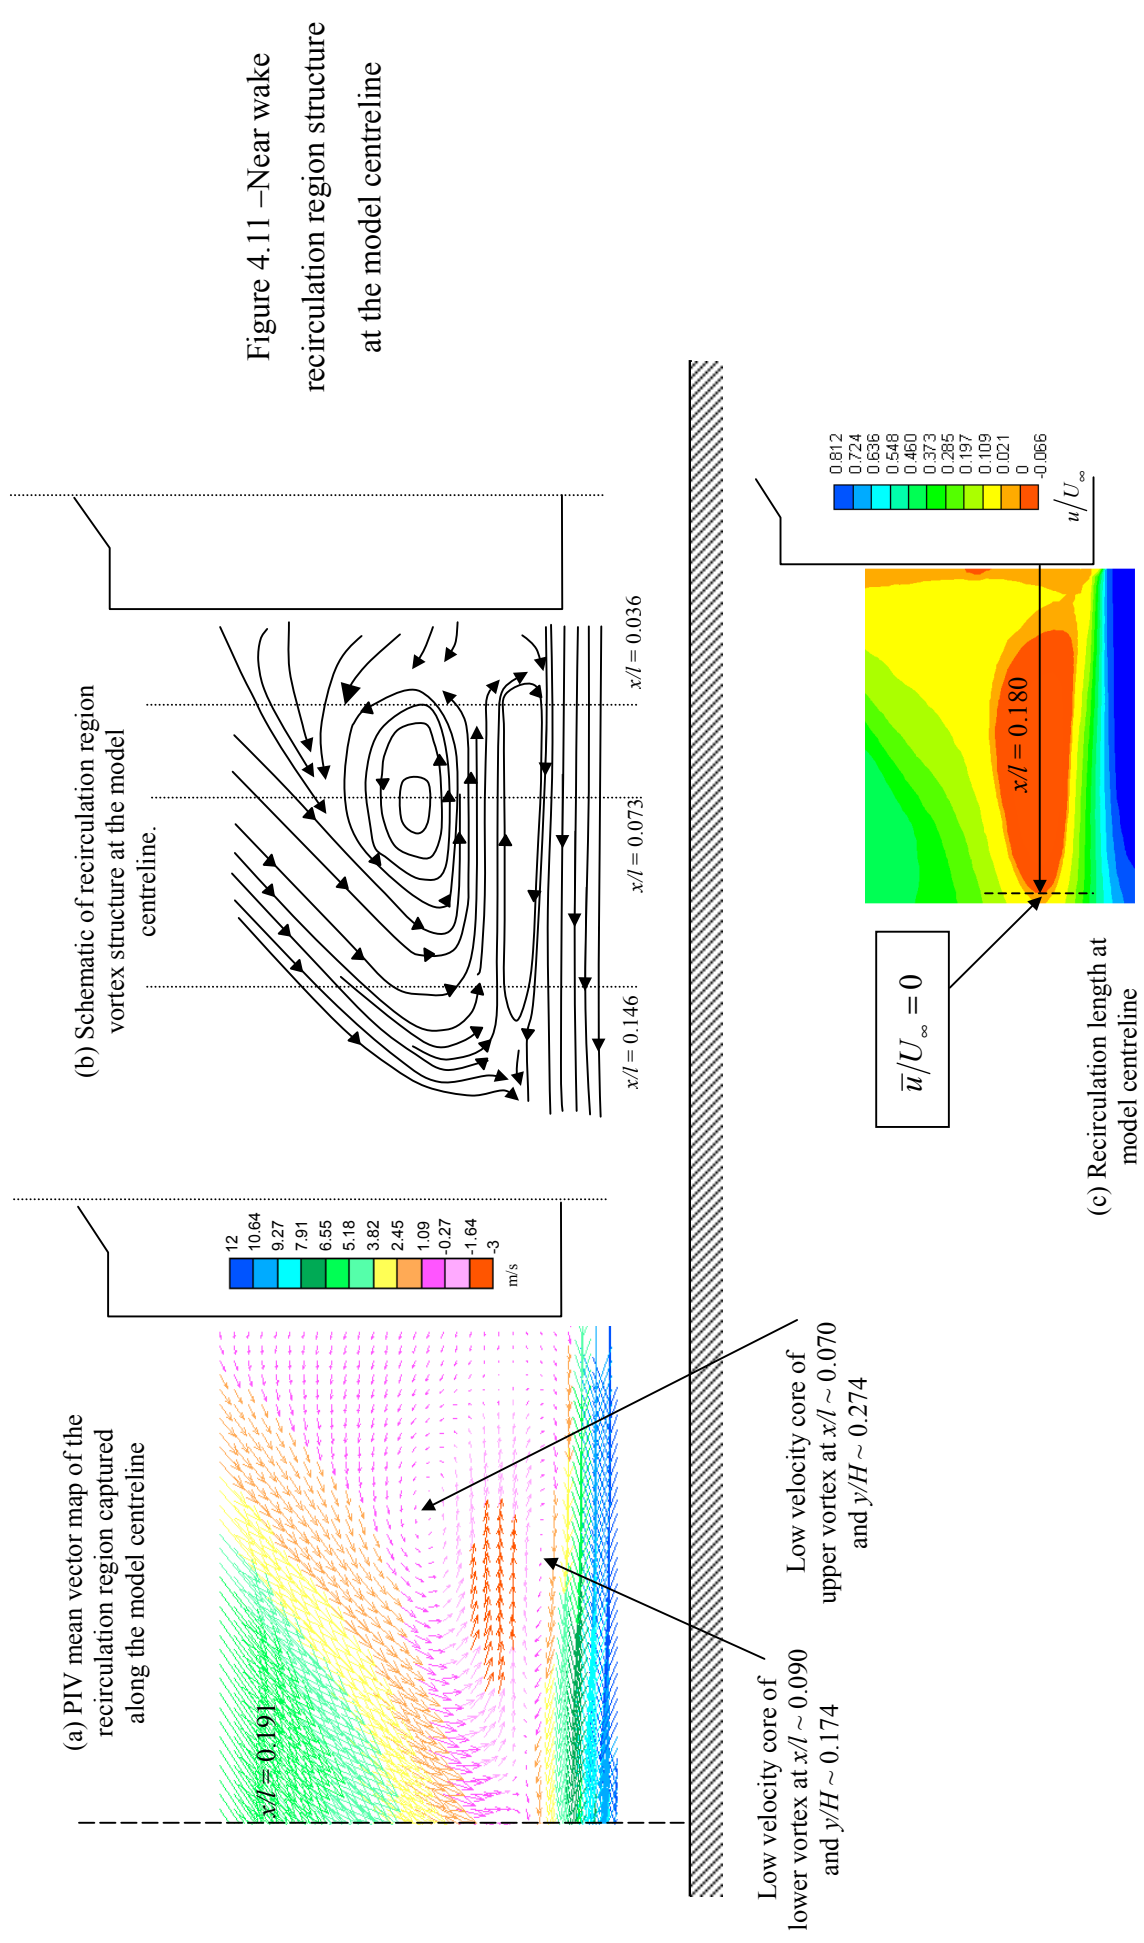 (a) PIV mean vector map of the
recirculation region captured
along the model centreline
x/l = 0.191
12
10.64
9.27
7.91
6.55
5.18
3.82
2.45
1.09
-0.27
-1.64
-3
m/s
Low velocity core of
lower vortex at x/l ~ 0.090
and y/H ~ 0.174
Low velocity core of
upper vortex at x/l ~ 0.070
and y/H ~ 0.274
(b) Schematic of recirculation region
vortex structure at the model
centreline.
x/l = 0.146
x/l = 0.073
x/l = 0.036
Figure 4.11 –Near wake
recirculation region structure
at the model centreline
u̅/U∞ = 0
x/l = 0.180
0.812
0.724
0.636
0.548
0.460
0.373
0.285
0.197
0.109
0.021
0
-0.066
u/U∞
(c) Recirculation length at
model centreline